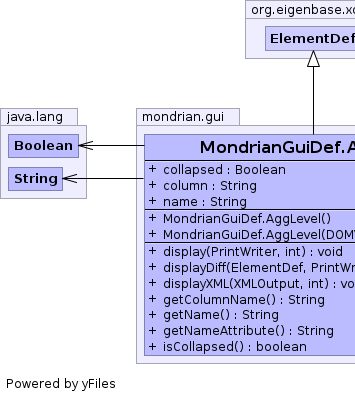 org.eigenbase.xo
ElementDef
java.lang
mondrian.gui
Boolean
String
MondrianGuiDef.A
+ collapsed : Boolean
+ column : String
+ name : String
+ MondrianGuiDef.AggLevel()
+ MondrianGuiDef.AggLevel(DOMW
+ display(PrintWriter, int) : void
+ displayDiff(ElementDef, PrintWr
+ displayXML(XMLOutput, int) : vo
+ getColumnName() : String
+ getName() : String
+ getNameAttribute() : String
+ isCollapsed() : boolean
Powered by yFiles